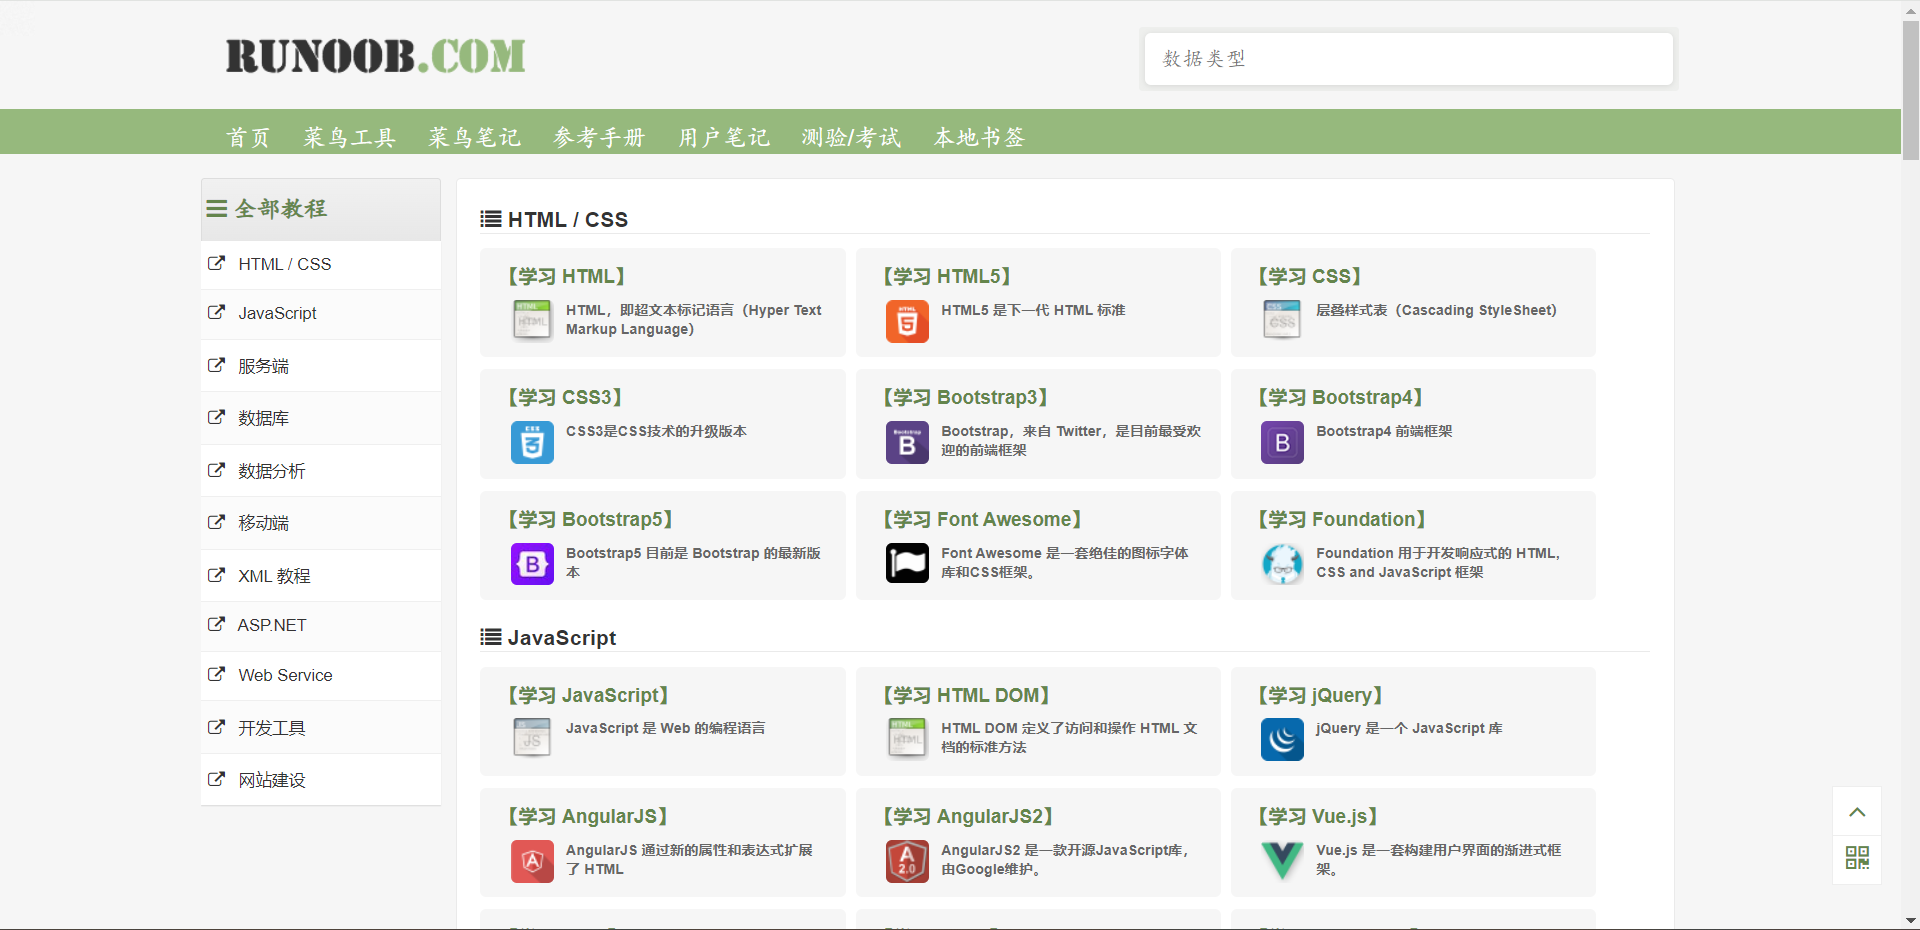 RUNOOB.COM
数据类型
首页 菜鸟工具 菜鸟笔记 参考手册 用户笔记 测验/考试 本地书签
全部教程
HTML / CSS
JavaScript
服务端
数据库
数据分析
移动端
XML 教程
ASP.NET
Web Service
开发工具
网站建设
HTML / CSS
【学习 HTML】
HTML，即超文本标记语言（Hyper Text
Markup Language）
【学习 HTML5】
HTML5 是下一代 HTML 标准
【学习 CSS】
层叠样式表（Cascading StyleSheet）
【学习 CSS3】
CSS3是CSS技术的升级版本
【学习 Bootstrap3】
Bootstrap，来自 Twitter，是目前最受欢
迎的前端框架
【学习 Bootstrap4】
Bootstrap4 前端框架
【学习 Bootstrap5】
Bootstrap5 目前是 Bootstrap 的最新版
本
【学习 Font Awesome】
Font Awesome 是一套绝佳的图标字体
库和CSS框架。
【学习 Foundation】
Foundation 用于开发响应式的 HTML,
CSS and JavaScript 框架
JavaScript
【学习 JavaScript】
JavaScript 是 Web 的编程语言
【学习 HTML DOM】
HTML DOM 定义了访问和操作 HTML 文
档的标准方法
【学习 jQuery】
jQuery 是一个 JavaScript 库
【学习 AngularJS】
AngularJS 通过新的属性和表达式扩展
了 HTML
【学习 AngularJS2】
AngularJS2 是一款开源JavaScript库，
由Google维护。
【学习 Vue.js】
Vue.js 是一套构建用户界面的渐进式框
架。